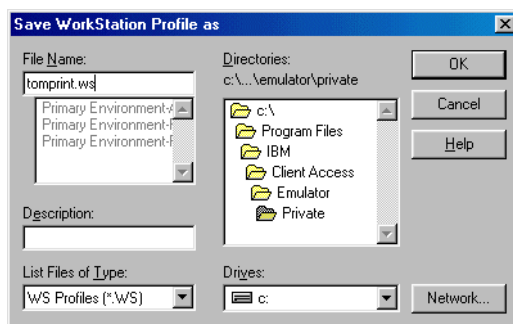 Save WorkStation Profile as
File Name:
tomprint.ws
Primary Environment-
Primary Environment-F
Primary Environment-F
Description:
List Files of Type:
WS Profiles (*.WS)
Directories:
c:\...\emulator\private
c:\
Program Files
IBM
Client Access
Emulator
Private
Drives:
c:
OK
Cancel
Help
Network...